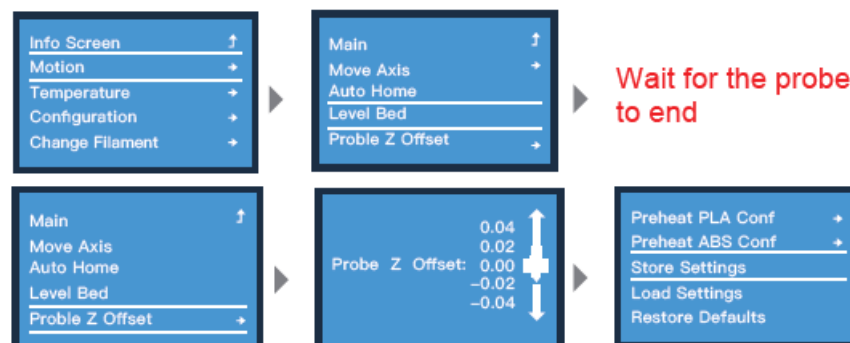 Info Screen
Motion
Temperature
Configuration
Change Filament
Main
Move Axis
Auto Home
Level Bed
Proble Z Offset
Wait for the probe
to end
Main
Move Axis
Auto Home
Level Bed
Proble Z Offset
0.04
0.02
Probe Z Offset: 0.00
-0.02
-0.04
Preheat PLA Conf
Preheat ABS Conf
Store Settings
Load Settings
Restore Defaults